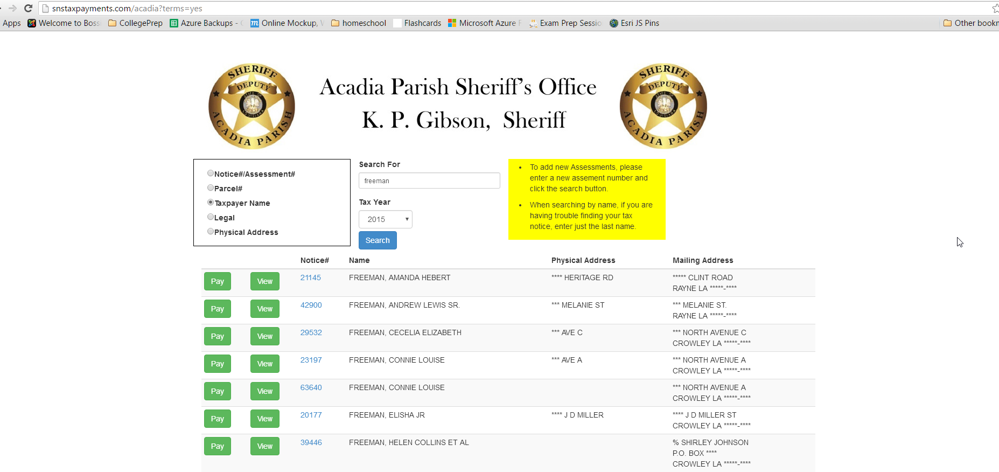 snstaxpayments.com/acadia?terms=yes
Apps Welcome to Boss CollegePrep Azure Backups - Online Mockup, homeschool Flashcards Microsoft Azure Exam Prep Sessio Esri JS Pins Other bookm
SHERIFF
DEPUTY
STATE OF
LOUISIANA
ACADIA PARISH
Acadia Parish Sheriff's Office
K. P. Gibson, Sheriff
SHERIFF
DEPUTY
STATE OF
LOUISIANA
ACADIA PARISH
Notice#/Assessment#
Parcel#
Taxpayer Name
Legal
Physical Address
Search For
freeman
Tax Year
2015
Search
• To add new Assessments, please
enter a new assement number and
click the search button.
• When searching by name, if you are
having trouble finding your tax
notice, enter just the last name.
Notice# Name Physical Address Mailing Address
Pay View 21145 FREEMAN, AMANDA HEBERT **** HERITAGE RD ***** CLINT ROAD
RAYNE LA *****-****
Pay View 42900 FREEMAN, ANDREW LEWIS SR. *** MELANIE ST *** MELANIE ST.
RAYNE LA *****-****
Pay View 29532 FREEMAN, CECELIA ELIZABETH *** AVE C *** NORTH AVENUE C
CROWLEY LA *****-****
Pay View 23197 FREEMAN, CONNIE LOUISE *** AVE A *** NORTH AVENUE A
CROWLEY LA *****-****
Pay View 63640 FREEMAN, CONNIE LOUISE *** NORTH AVENUE A
CROWLEY LA *****-****
Pay View 20177 FREEMAN, ELISHA JR **** J D MILLER **** J D MILLER ST
CROWLEY LA *****-****
Pay View 39446 FREEMAN, HELEN COLLINS ET AL % SHIRLEY JOHNSON
P.O. BOX ****
CROWLEY LA *****-****